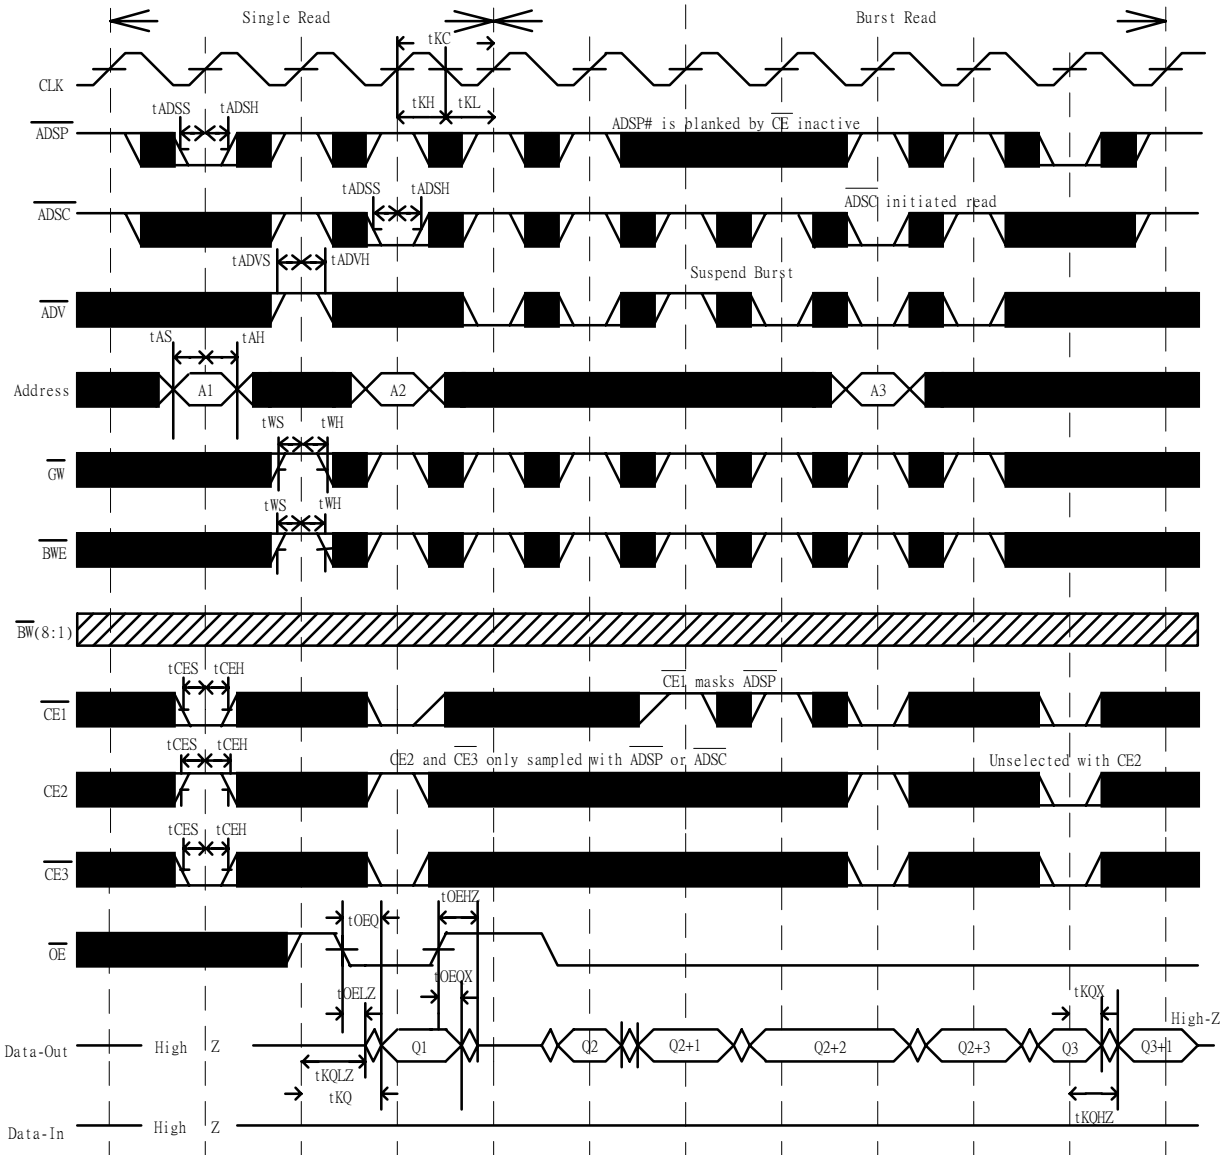 Single Read Burst Read
tKC
CLK
tADSS tADSH tKH tKL
ADSP ADSP# is blanked by CE inactive
tADSS tADSH
ADSC ADSC initiated read
tADVS tADVH Suspend Burst
ADV
tAS tAH
Address A1 A2 A3
tWS tWH
GW
tWS tWH
BWE
BW(8:1)
tCES tCEH CE1 masks ADSP
CE1
tCES tCEH CE2 and CE3 only sampled with ADSP or ADSC Unselected with CE2
CE2
tCES tCEH
CE3
tOEHZ
tOEQ
OE
tOEQX
tOELZ tKQX
High-Z
Data-Out High Z Q1 Q2 Q2+1 Q2+2 Q2+3 Q3 Q3+1
tKQLZ
tKQ
tKQHZ
Data-In High Z